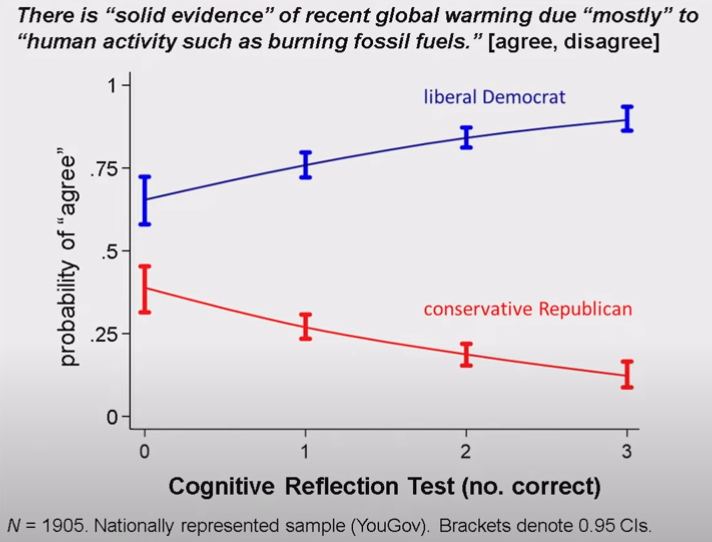 There is “solid evidence” of recent global warming due “mostly” to
“human activity such as burning fossil fuels.” [agree, disagree]
1
liberal Democrat
.75
probability of “agree”
.5
conservative Republican
.25
0
0 1 2 3
Cognitive Reflection Test (no. correct)
N = 1905. Nationally represented sample (YouGov). Brackets denote 0.95 CIs.